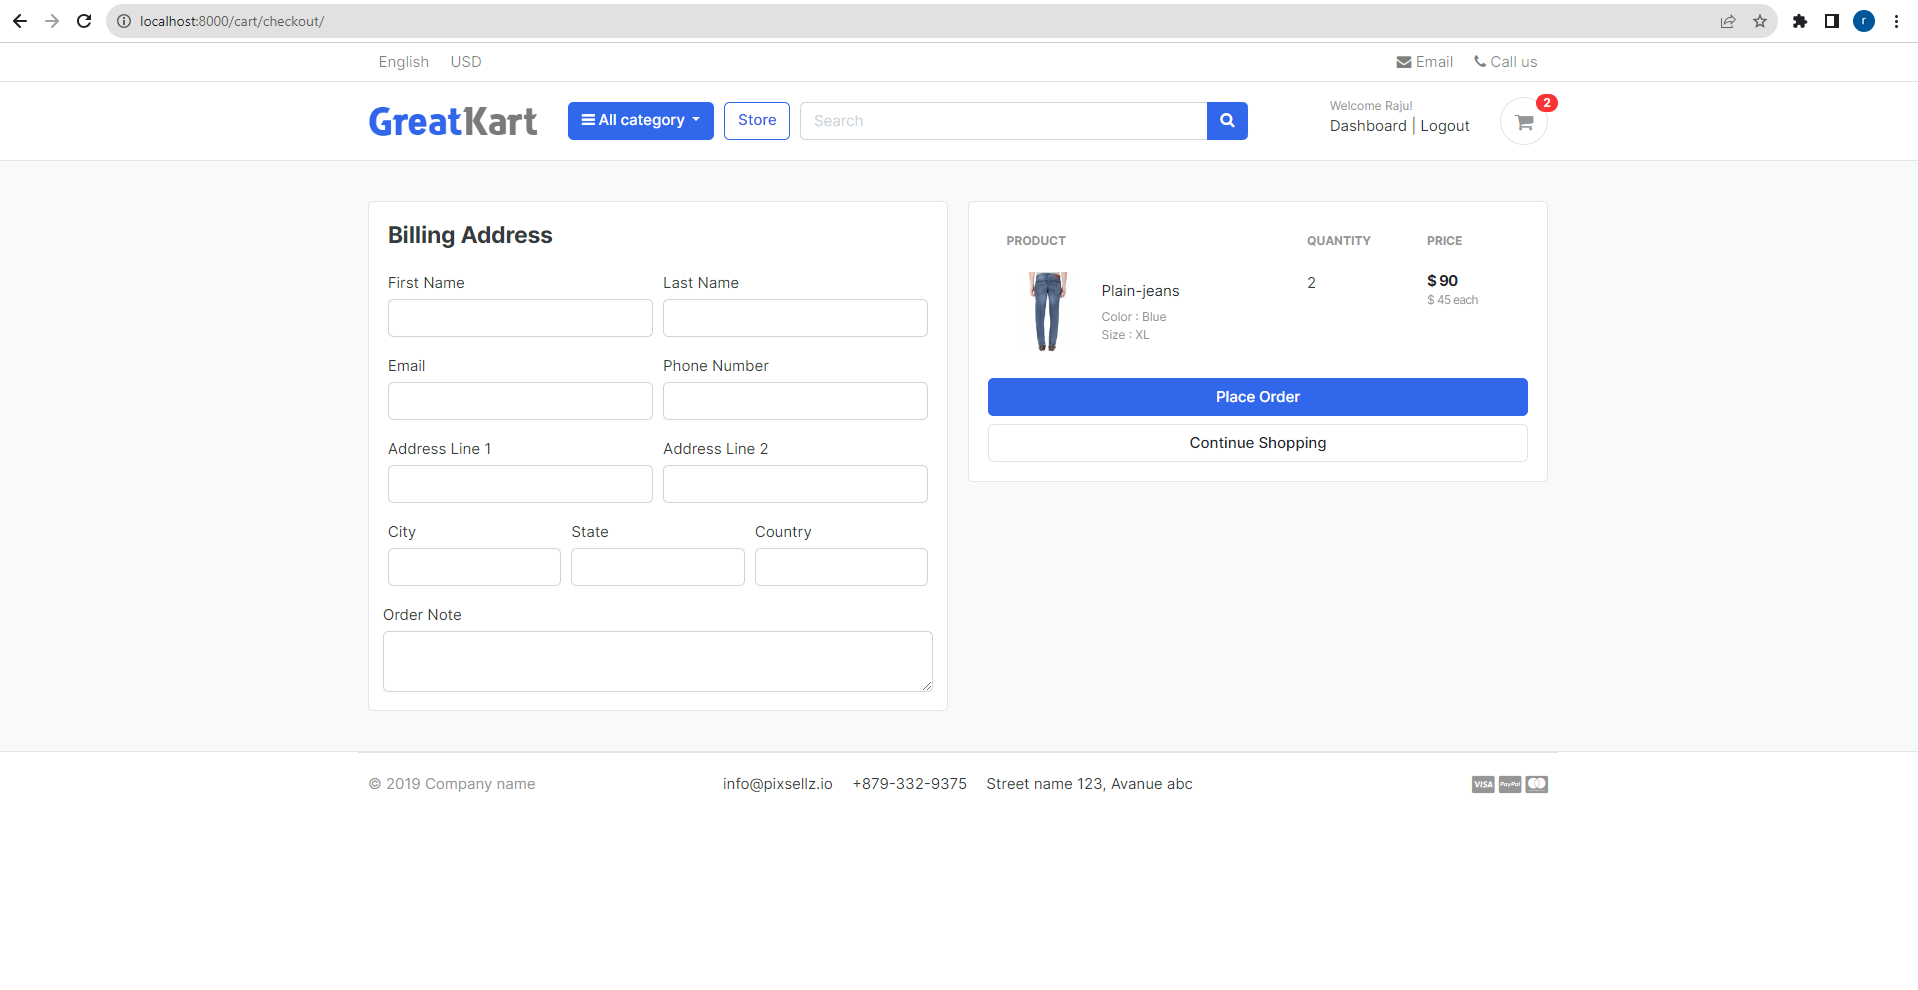 localhost:8000/cart/checkout/
r
English USD Email Call us
GreatKart All category Store Search Welcome Raju! Dashboard | Logout 2
Billing Address
First Name Last Name
Email Phone Number
Address Line 1 Address Line 2
City State Country
Order Note
PRODUCT QUANTITY PRICE
Plain-jeans 2 $ 90
$ 45 each
Color : Blue
Size : XL
Place Order
Continue Shopping
© 2019 Company name info@pixsellz.io +879-332-9375 Street name 123, Avanue abc VISA PayPal